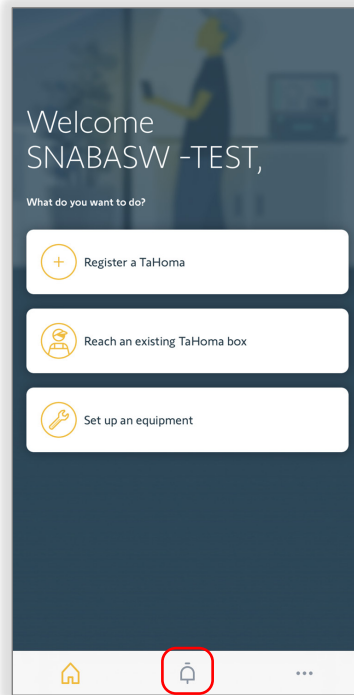 Welcome
SNABASW -TEST,
What do you want to do?
Register a TaHoma
Reach an existing TaHoma box
Set up an equipment